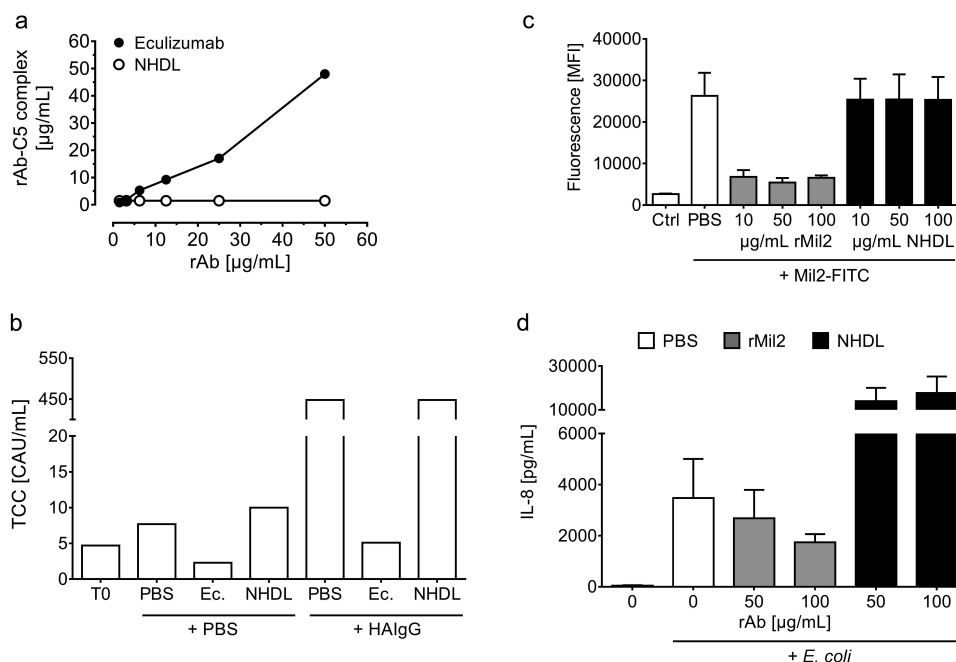 a
60
50
40
30
20
10
0
rAb-C5 complex
[µg/mL]
Eculizumab
NHDL
0 10 20 30 40 50 60
rAb [µg/mL]
b
550
450
20
15
10
5
0
TCC [CAU/mL]
T0 PBS Ec. NHDL PBS Ec. NHDL
+ PBS + HAIgG
c
40000
30000
20000
10000
0
Fluorescence [MFI]
Ctrl PBS 10 50 100 10 50 100
µg/mL rMil2 µg/mL NHDL
+ Mil2-FITC
d
PBS rMil2 NHDL
30000
10000
6000
4000
2000
0
IL-8 [pg/mL]
0 0 50 100 50 100
rAb [µg/mL]
+ E. coli